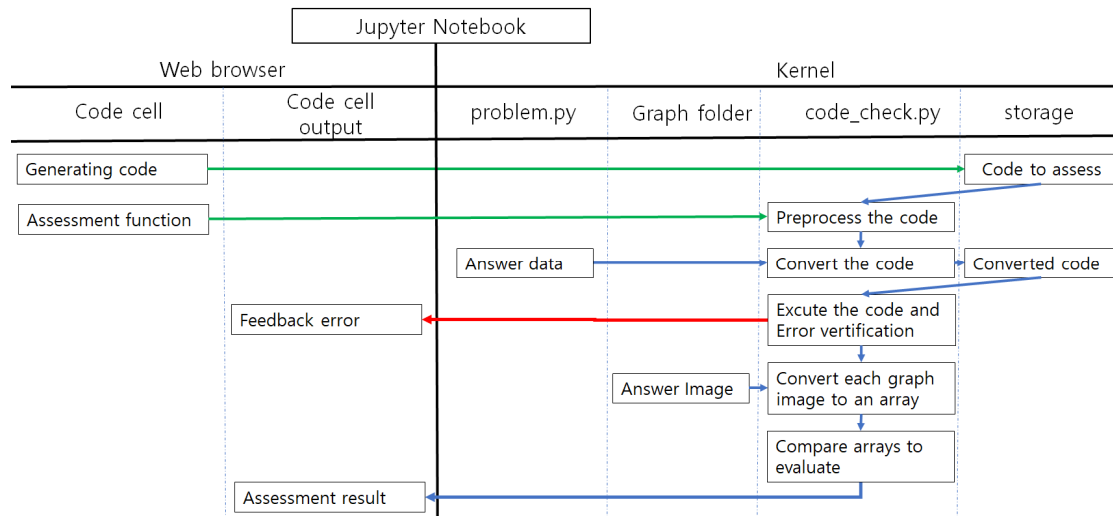 Jupyter Notebook
Web browser
Kernel
Code cell
Code cell
output
problem.py
Graph folder
code_check.py
storage
Generating code
Code to assess
Assessment function
Preprocess the code
Answer data
Convert the code
Converted code
Feedback error
Excute the code and
Error vertification
Answer Image
Convert each graph
image to an array
Compare arrays to
evaluate
Assessment result